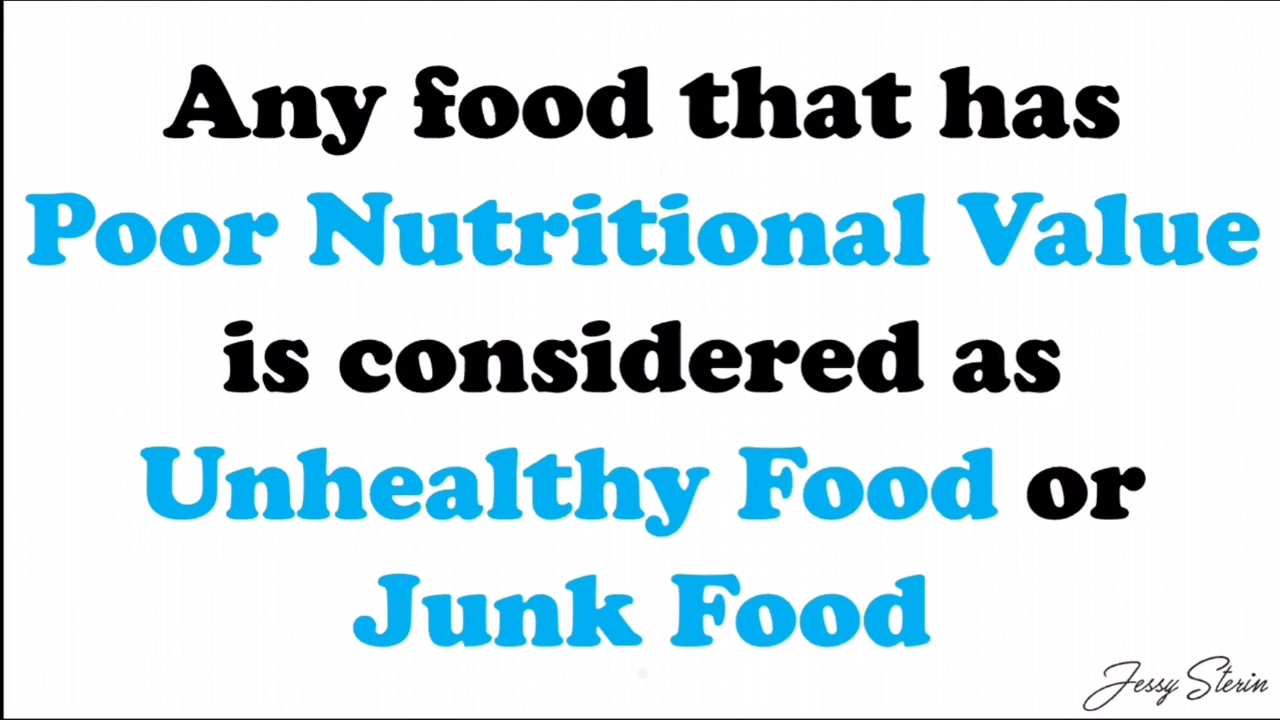 Any food that has
Poor Nutritional Value
is considered as
Unhealthy Food or
Junk Food
Jessy Sterin